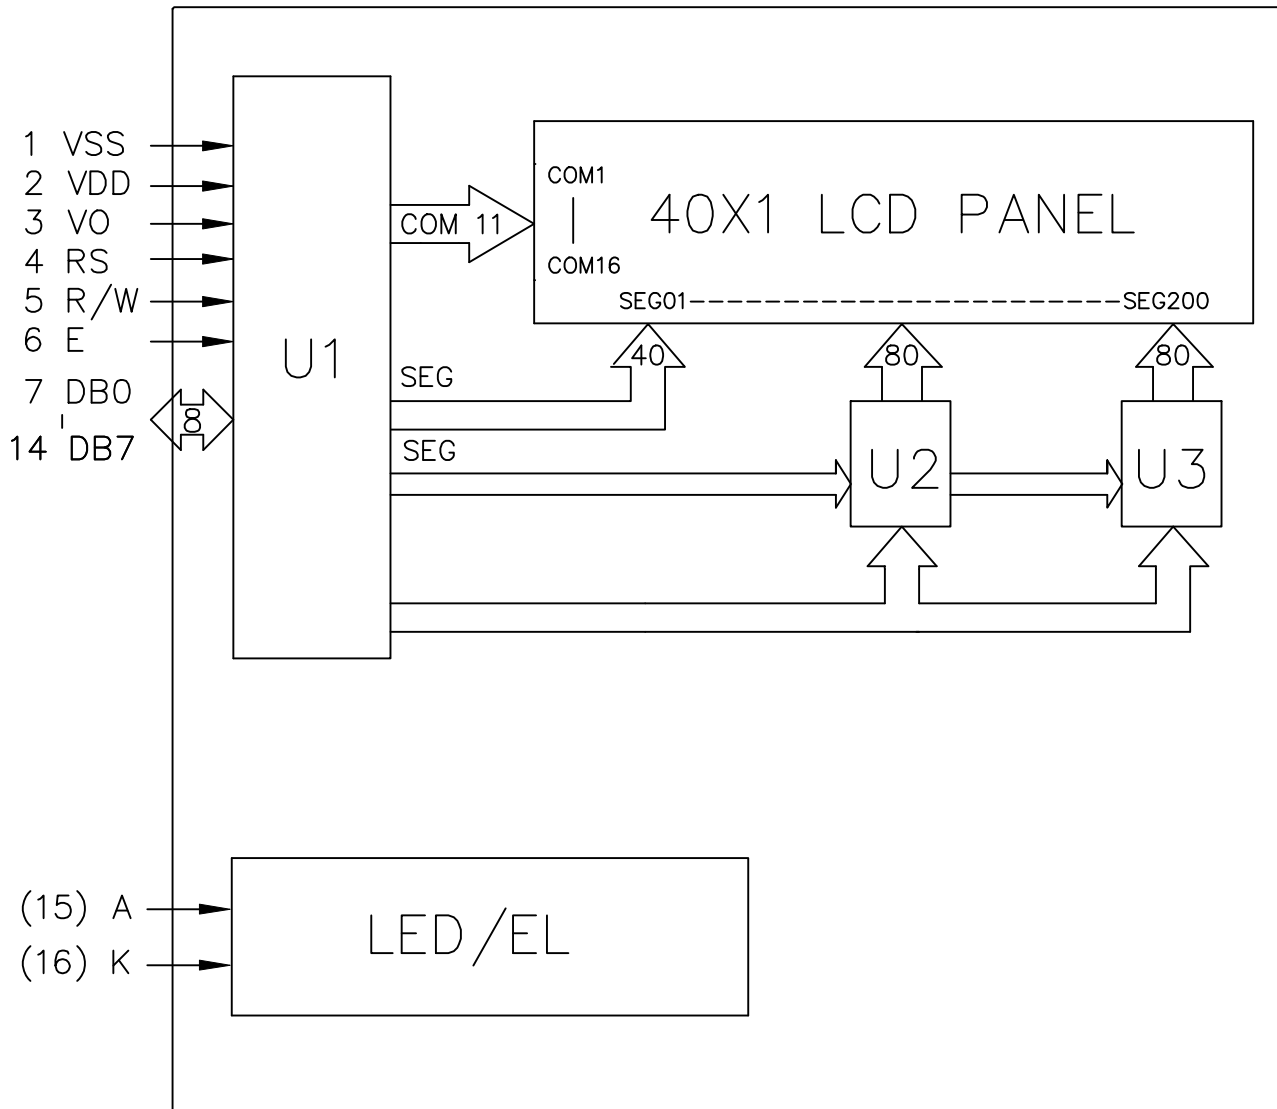 1 VSS
2 VDD
3 VO
4 RS
5 R/W
6 E
7 DB0
14 DB7
8
U1
COM 11
COM1
COM16
40X1 LCD PANEL
SEG01 SEG200
40
80
80
SEG
SEG
U2
U3
(15) A
(16) K
LED/EL